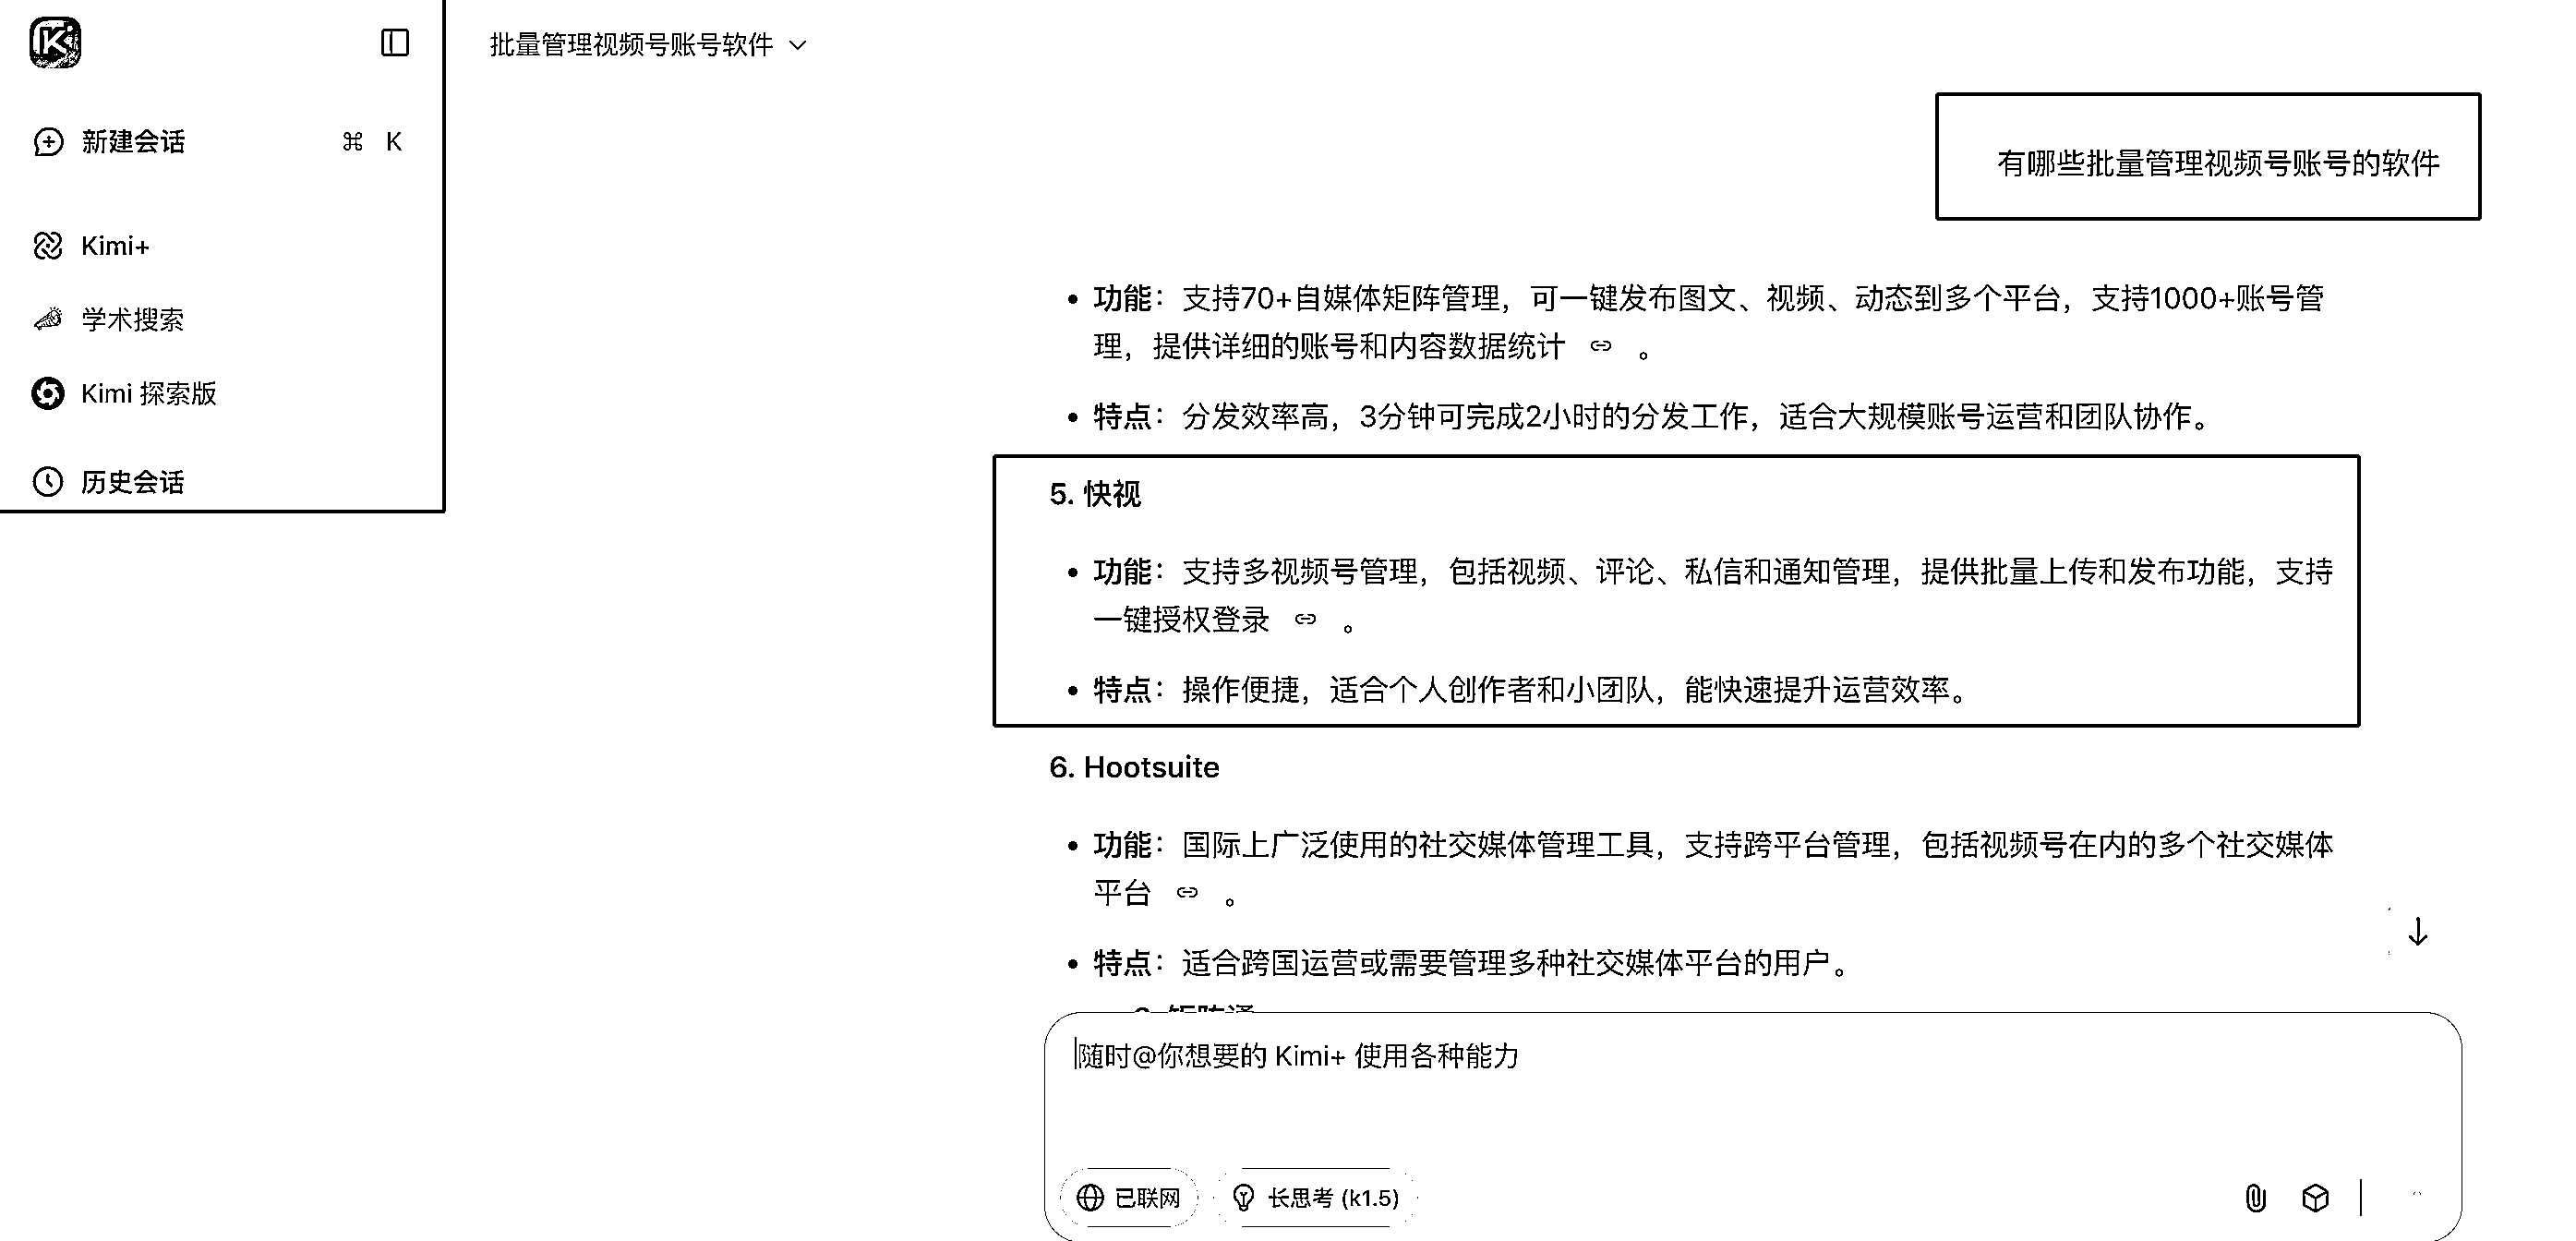 批量管理视频号账号软件
新建会话 ⌘ K
Kimi+
学术搜索
Kimi 探索版
历史会话
有哪些批量管理视频号账号的软件
• 功能：支持70+自媒体矩阵管理，可一键发布图文、视频、动态到多个平台，支持1000+账号管
理，提供详细的账号和内容数据统计 。
• 特点：分发效率高，3分钟可完成2小时的分发工作，适合大规模账号运营和团队协作。
5. 快视
• 功能：支持多视频号管理，包括视频、评论、私信和通知管理，提供批量上传和发布功能，支持
一键授权登录 。
• 特点：操作便捷，适合个人创作者和小团队，能快速提升运营效率。
6. Hootsuite
• 功能：国际上广泛使用的社交媒体管理工具，支持跨平台管理，包括视频号在内的多个社交媒体
平台 。
• 特点：适合跨国运营或需要管理多种社交媒体平台的用户。
随时@你想要的 Kimi+ 使用各种能力
已联网 长思考 (k1.5)